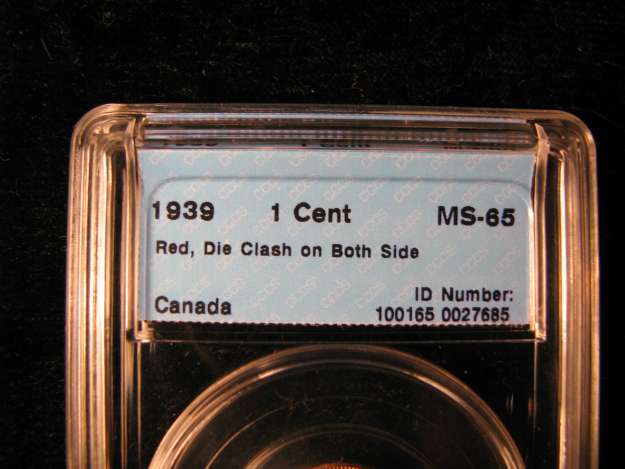 1939 1 Cent MS-65
Red, Die Clash on Both Side
Canada ID Number:
100165 0027685